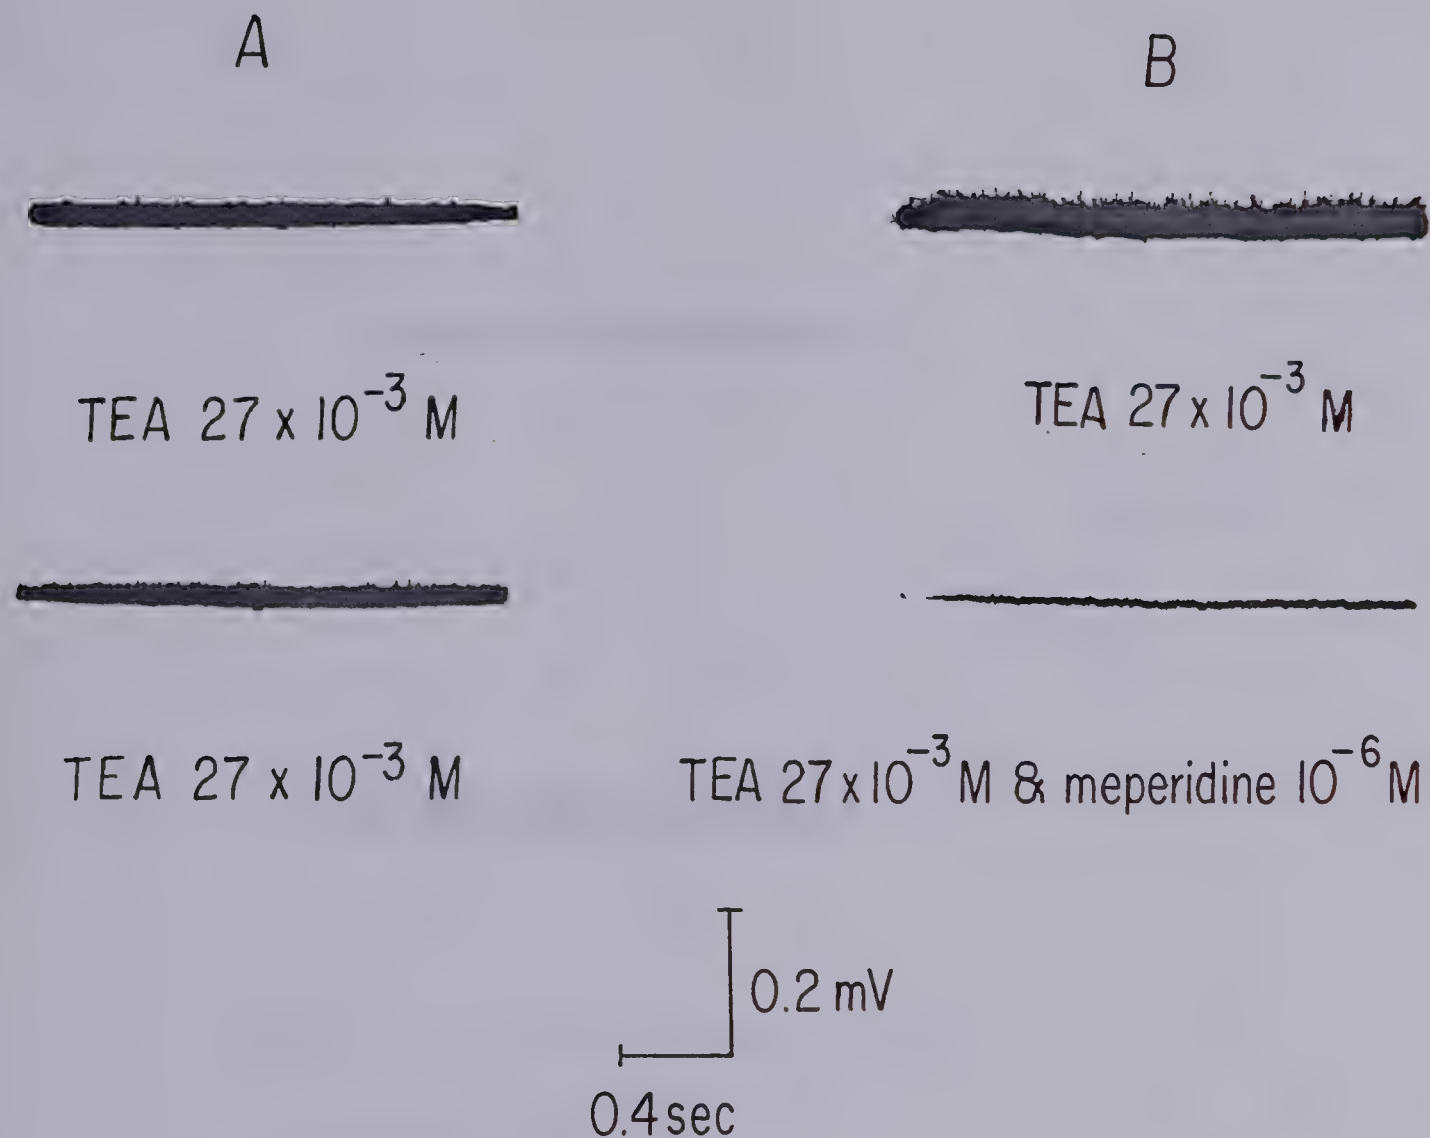 A
B
TEA 27 x 10⁻³ M
TEA 27 x 10⁻³ M
TEA 27 x 10⁻³ M
TEA 27 x 10⁻³ M & meperidine 10⁻⁶ M
0.2 mV
0.4 sec